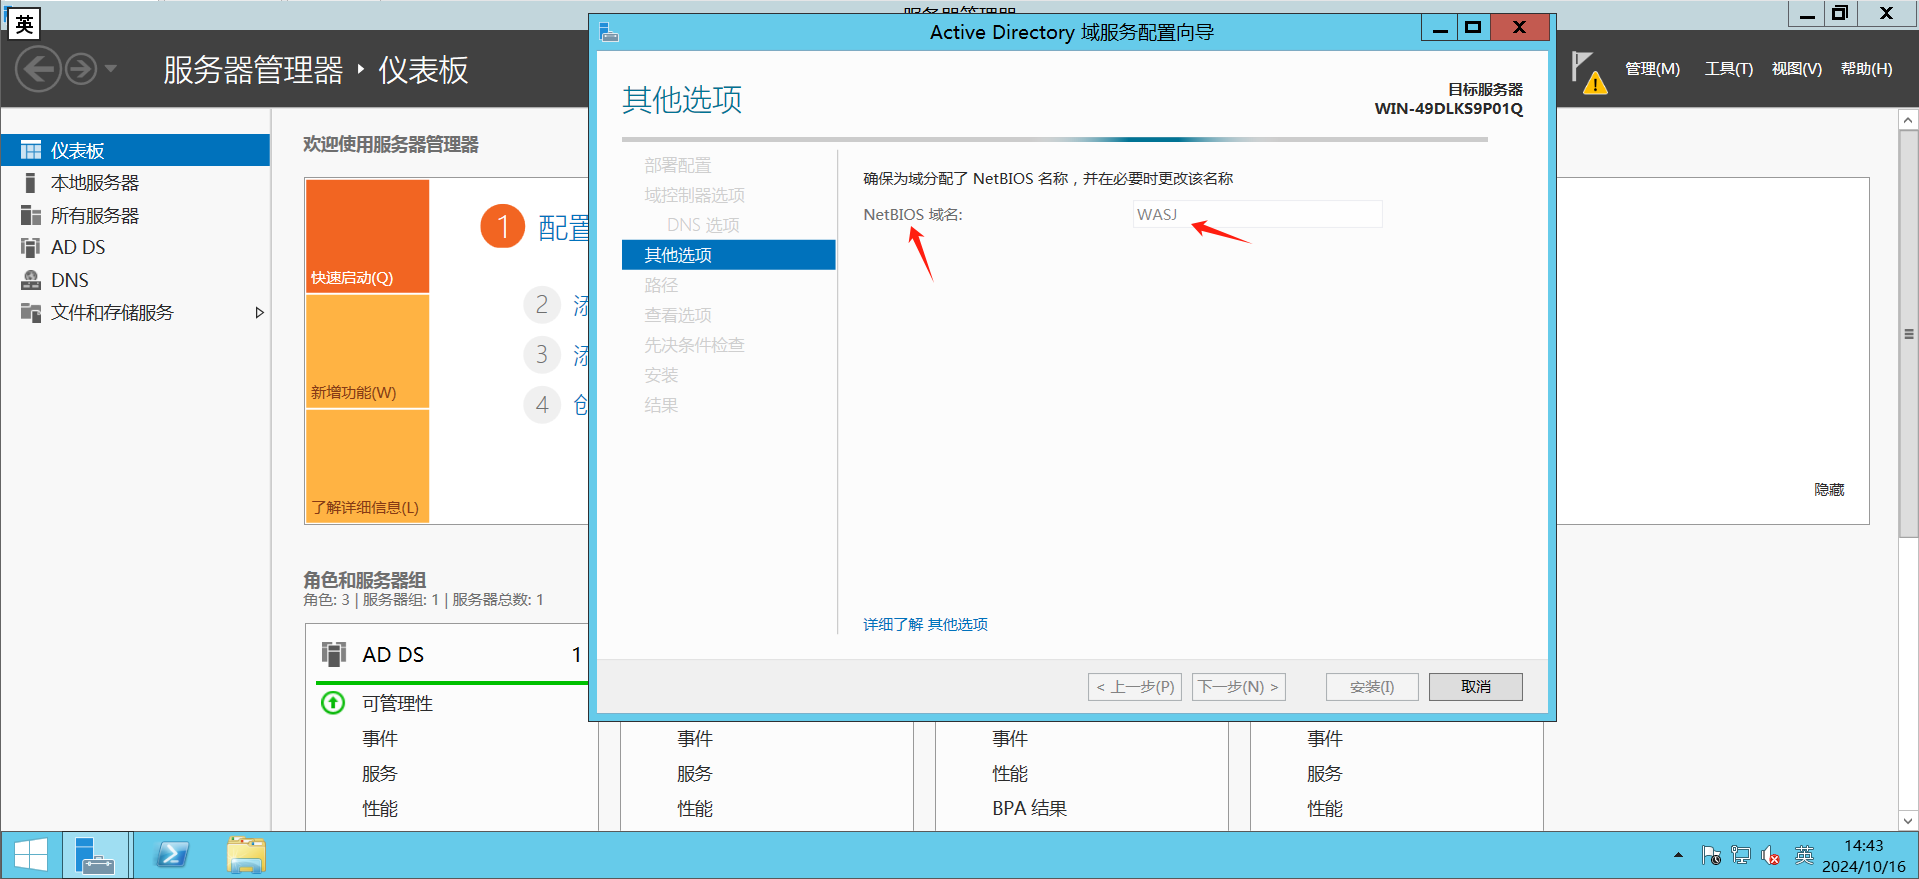 英
服务器管理器 ‣ 仪表板
管理(M)
工具(T)
视图(V)
帮助(H)
仪表板
本地服务器
所有服务器
AD DS
DNS
文件和存储服务
欢迎使用服务器管理器
快速启动(Q)
新增功能(W)
了解详细信息(L)
1 配置
2
3
4
隐藏
角色和服务器组
角色: 3 | 服务器组: 1 | 服务器总数: 1
AD DS 1
可管理性
事件
服务
性能
事件
服务
性能
事件
性能
BPA 结果
事件
服务
性能
Active Directory 域服务配置向导
其他选项
目标服务器
WIN-49DLKS9P01Q
部署配置
域控制器选项
DNS 选项
其他选项
路径
查看选项
先决条件检查
安装
结果
确保为域分配了 NetBIOS 名称，并在必要时更改该名称
NetBIOS 域名:
WASJ
详细了解 其他选项
< 上一步(P)
下一步(N) >
安装(I)
取消
英
14:43
2024/10/16